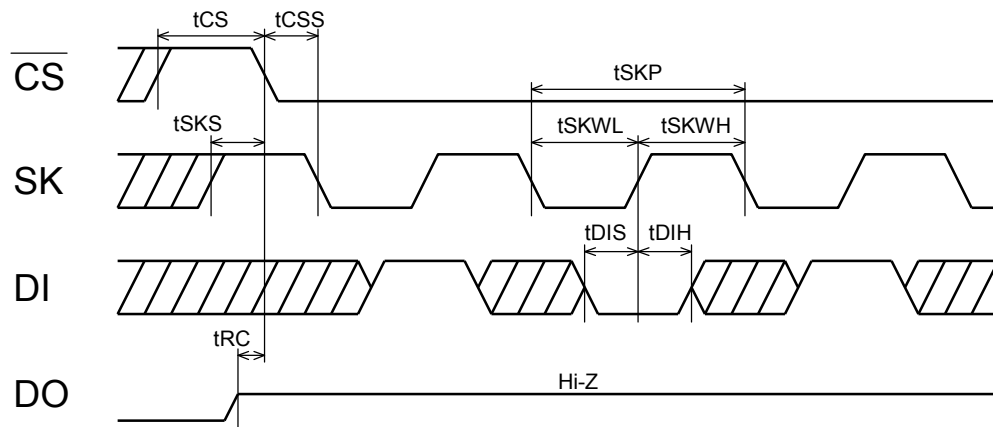 tCS tCSS
CS
tSKP
tSKS
tSKWL tSKWH
SK
tDIS tDIH
DI
tRC
DO
Hi-Z